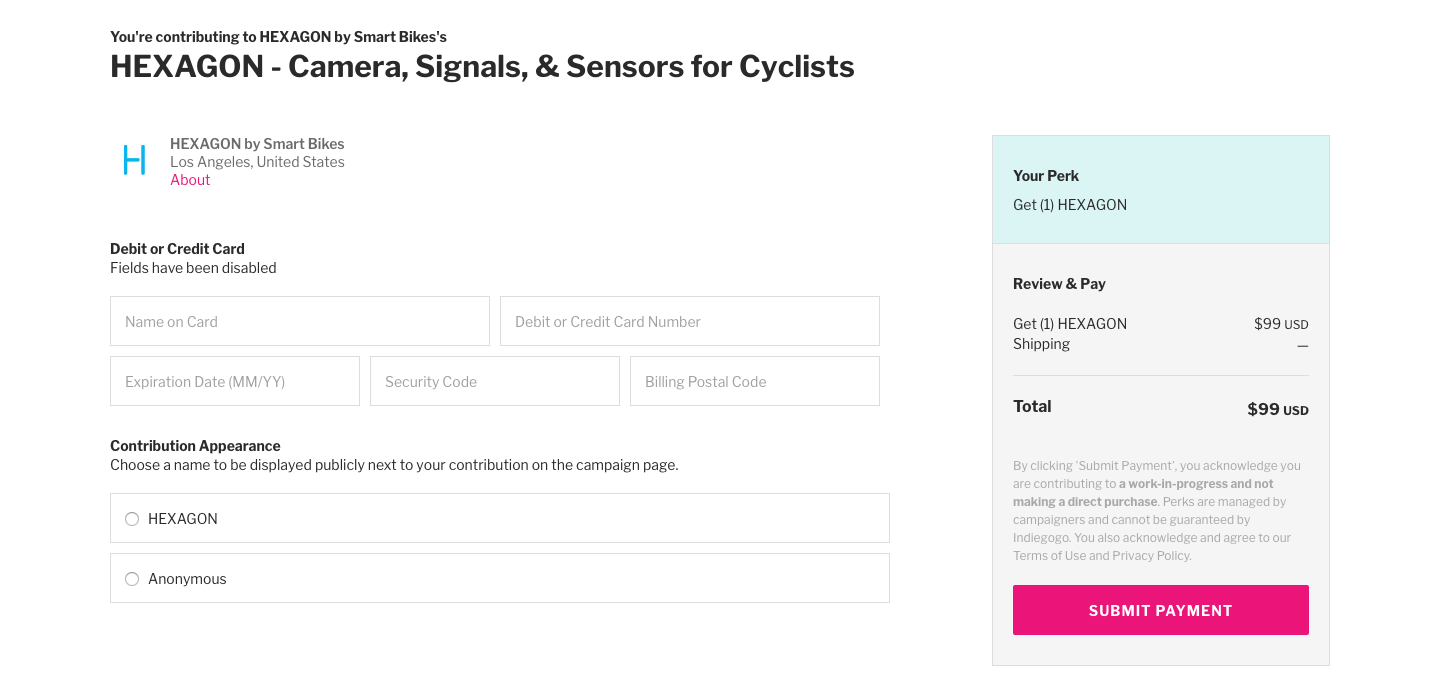 You're contributing to HEXAGON by Smart Bikes's
HEXAGON - Camera, Signals, & Sensors for Cyclists
H
HEXAGON by Smart Bikes
Los Angeles, United States
About
Debit or Credit Card
Fields have been disabled
Name on Card
Debit or Credit Card Number
Expiration Date (MM/YY)
Security Code
Billing Postal Code
Contribution Appearance
Choose a name to be displayed publicly next to your contribution on the campaign page.
HEXAGON
Anonymous
Your Perk
Get (1) HEXAGON
Review & Pay
Get (1) HEXAGON $99 USD
Shipping —
Total $99 USD
By clicking 'Submit Payment', you acknowledge you
are contributing to a work-in-progress and not
making a direct purchase. Perks are managed by
campaigners and cannot be guaranteed by
Indiegogo. You also acknowledge and agree to our
Terms of Use and Privacy Policy.
SUBMIT PAYMENT